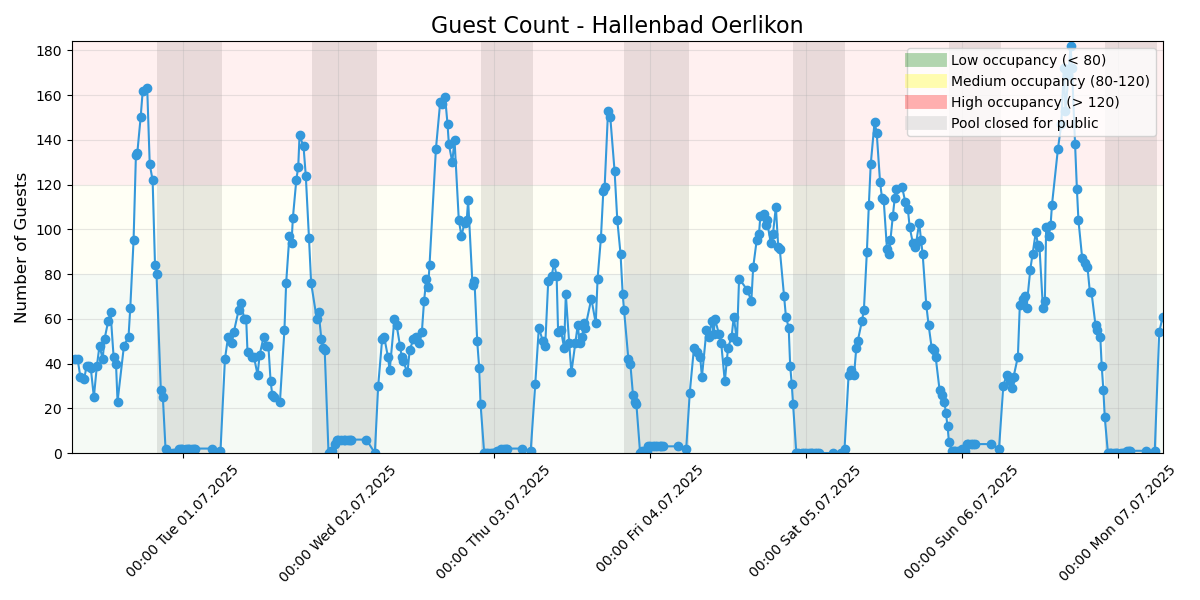 Guest Count - Hallenbad Oerlikon
Number of Guests
180
160
140
120
100
80
60
40
20
0
Low occupancy (< 80)
Medium occupancy (80-120)
High occupancy (> 120)
Pool closed for public
00:00 Tue 01.07.2025
00:00 Wed 02.07.2025
00:00 Thu 03.07.2025
00:00 Fri 04.07.2025
00:00 Sat 05.07.2025
00:00 Sun 06.07.2025
00:00 Mon 07.07.2025